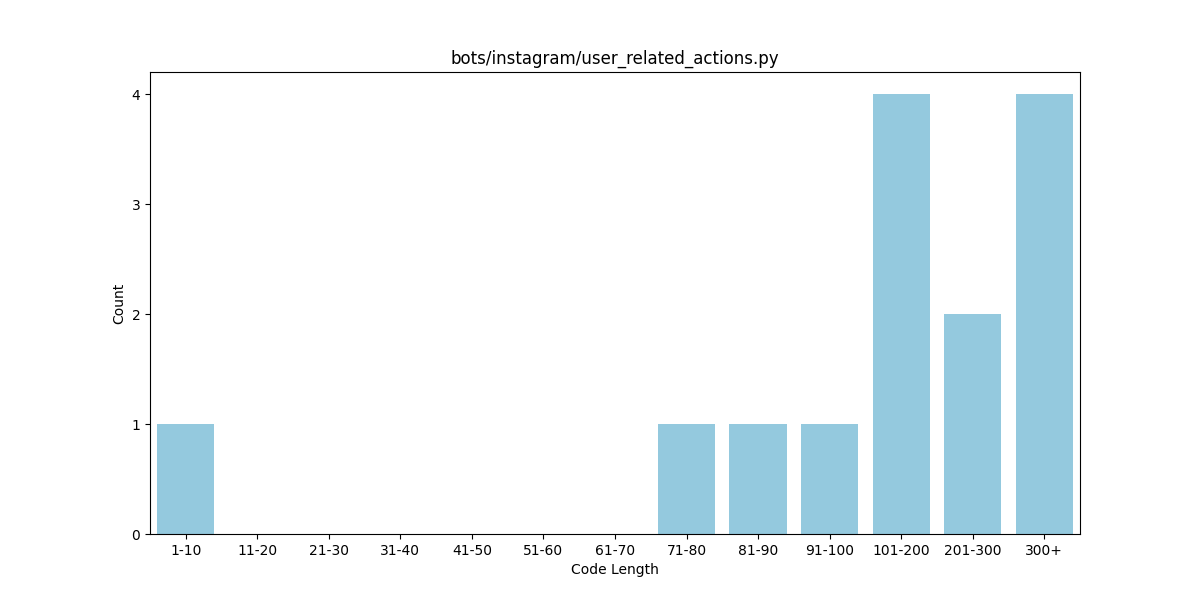 bots/instagram/user_related_actions.py
4
3
2
1
0
Count
1-10 11-20 21-30 31-40 41-50 51-60 61-70 71-80 81-90 91-100 101-200 201-300 300+
Code Length